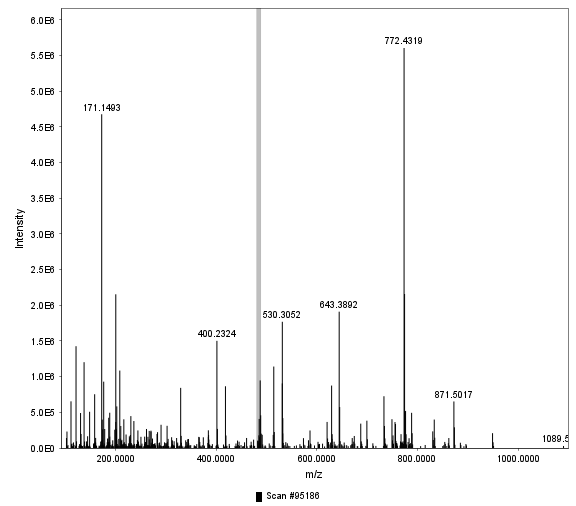 6.0E6
772.4319
5.5E6
5.0E6
171.1493
4.5E6
4.0E6
3.5E6
3.0E6
Intensity
2.5E6
2.0E6
643.3892
530.3052
1.5E6
400.2324
1.0E6
871.5017
5.0E5
1089.5
0.0E0
200.0000 400.0000 600.0000 800.0000 1000.0000
m/z
Scan #95186